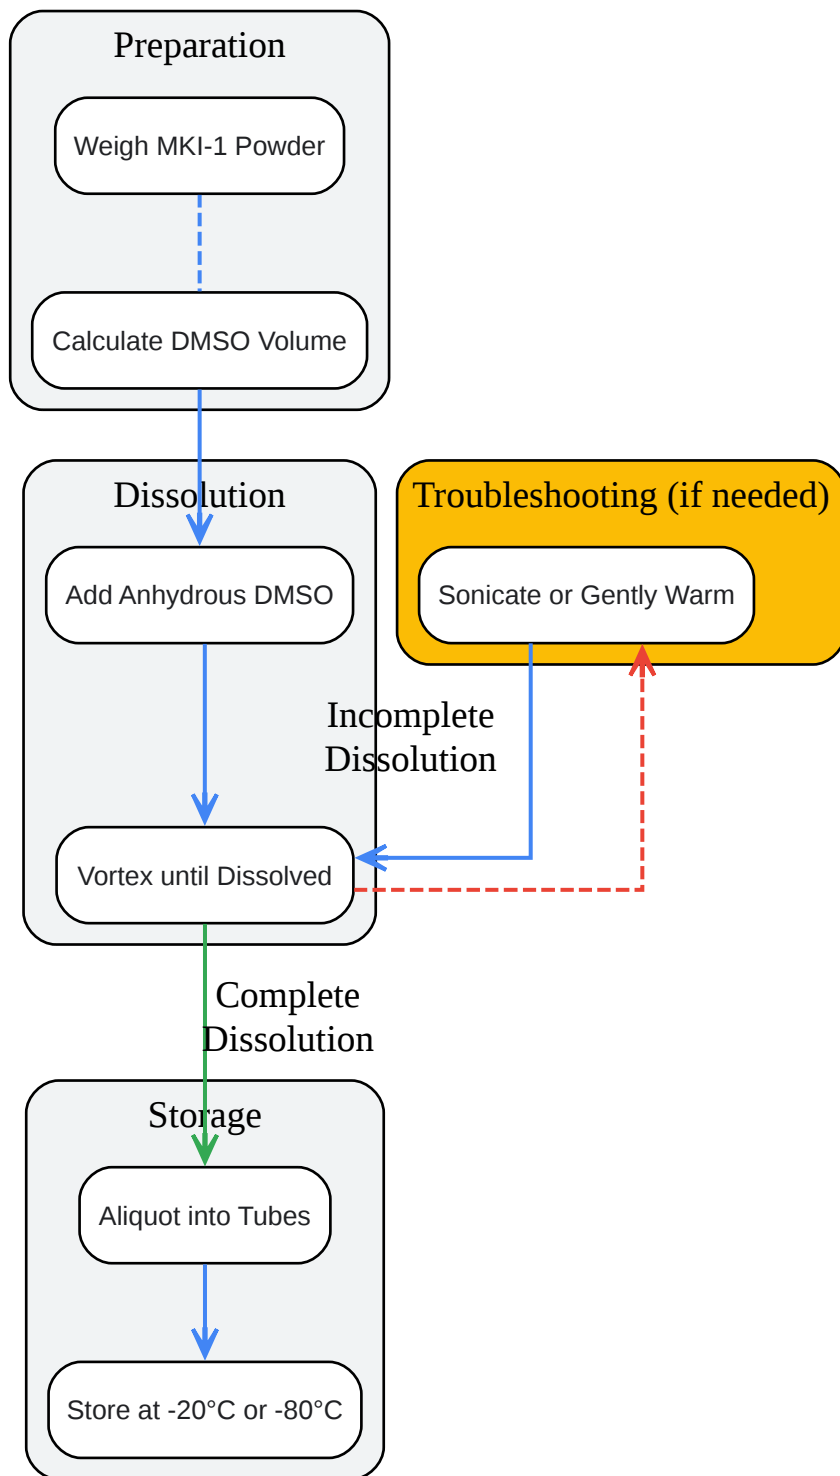 Preparation
Weigh MKI-1 Powder
Calculate DMSO Volume
Dissolution
Add Anhydrous DMSO
Troubleshooting (if needed)
Sonicate or Gently Warm
Incomplete
Dissolution
Vortex until Dissolved
Complete
Dissolution
Storage
Aliquot into Tubes
Store at -20°C or -80°C